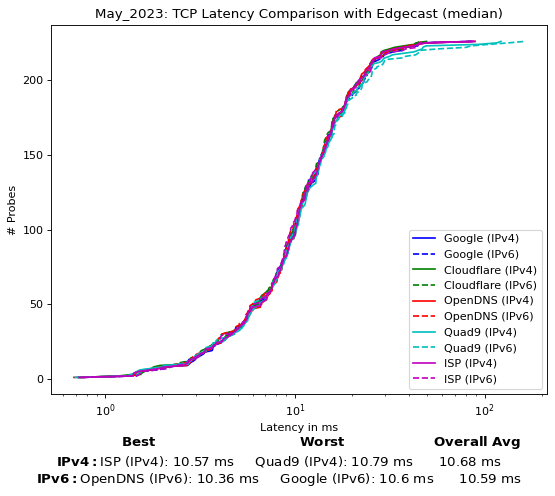 May_2023: TCP Latency Comparison with Edgecast (median)
# Probes
200
150
100
50
0
Google (IPv4)
Google (IPv6)
Cloudflare (IPv4)
Cloudflare (IPv6)
OpenDNS (IPv4)
OpenDNS (IPv6)
Quad9 (IPv4)
Quad9 (IPv6)
ISP (IPv4)
ISP (IPv6)
10⁰ 10¹ 10²
Latency in ms
Best Worst Overall Avg
IPv4: ISP (IPv4): 10.57 ms Quad9 (IPv4): 10.79 ms 10.68 ms
IPv6: OpenDNS (IPv6): 10.36 ms Google (IPv6): 10.6 ms 10.59 ms